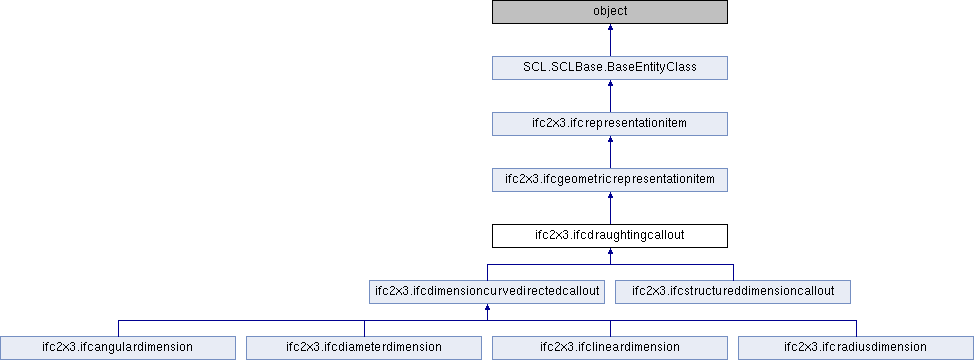 object
SCL.SCLBase.BaseEntityClass
ifc2x3.ifcrepresentationitem
ifc2x3.ifcgeometricrepresentationitem
ifc2x3.ifcdraughtingcallout
ifc2x3.ifcdimensioncurvedirectedcallout
ifc2x3.ifcstructureddimensioncallout
ifc2x3.ifcangulardimension
ifc2x3.ifcdiameterdimension
ifc2x3.ifclineardimension
ifc2x3.ifcradiusdimension